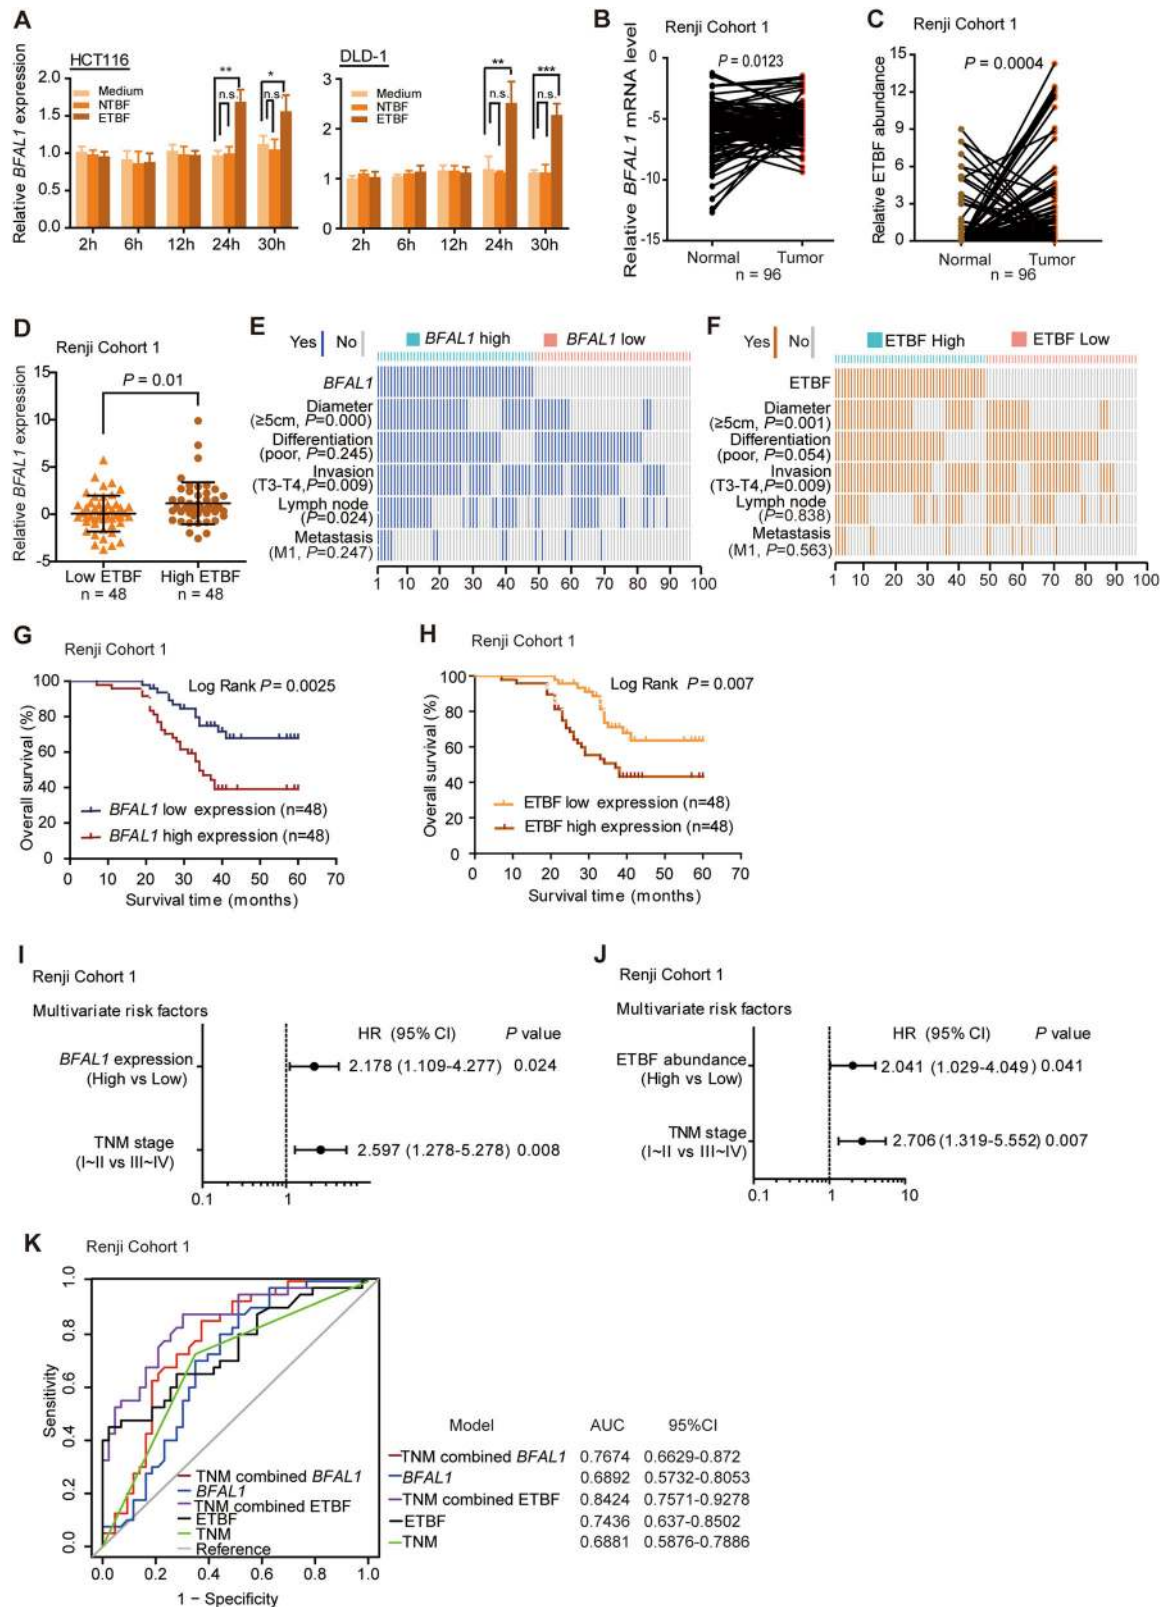 A
HCT116
Relative BFAL1 expression
2.0
1.5
1.0
0.5
0.0
Medium
NTBF
ETBF
**
n.s.
*
n.s.
2h 6h 12h 24h 30h
DLD-1
3
2
1
0
Medium
NTBF
ETBF
**
n.s.
***
n.s.
2h 6h 12h 24h 30h
B
Renji Cohort 1
Relative BFAL1 mRNA level
0
-5
-10
-15
P = 0.0123
Normal Tumor
n = 96
C
Renji Cohort 1
Relative ETBF abundance
15
12
9
6
3
0
P = 0.0004
Normal Tumor
n = 96
D
Renji Cohort 1
Relative BFAL1 expression
15
10
5
0
-5
P = 0.01
Low ETBF High ETBF
n = 48 n = 48
E
Yes No BFAL1 high BFAL1 low
BFAL1
Diameter
(≥5cm, P=0.000)
Differentiation
(poor, P=0.245)
Invasion
(T3-T4,P=0.009)
Lymph node
(P=0.024)
Metastasis
(M1, P=0.247)
1 10 20 30 40 50 60 70 80 90 100
F
Yes No ETBF High ETBF Low
ETBF
Diameter
(≥5cm, P=0.001)
Differentiation
(poor, P=0.054)
Invasion
(T3-T4, P=0.009)
Lymph node
(P=0.838)
Metastasis
(M1, P=0.563)
1 10 20 30 40 50 60 70 80 90 100
G
Renji Cohort 1
Overall survival (%)
100
80
60
40
20
0
Log Rank P = 0.0025
BFAL1 low expression (n=48)
BFAL1 high expression (n=48)
0 10 20 30 40 50 60 70
Survival time (months)
H
Renji Cohort 1
Overall survival (%)
100
80
60
40
20
0
Log Rank P = 0.007
ETBF low expression (n=48)
ETBF high expression (n=48)
0 10 20 30 40 50 60 70
Survival time (months)
I
Renji Cohort 1
Multivariate risk factors
HR (95% CI) P value
BFAL1 expression
(High vs Low)
2.178 (1.109-4.277) 0.024
TNM stage
(I~II vs III~IV)
2.597 (1.278-5.278) 0.008
0.1 1
J
Renji Cohort 1
Multivariate risk factors
HR (95% CI) P value
ETBF abundance
(High vs Low)
2.041 (1.029-4.049) 0.041
TNM stage
(I~II vs III~IV)
2.706 (1.319-5.552) 0.007
0.1 1 10
K
Renji Cohort 1
Sensitivity
1.0
0.8
0.6
0.4
0.2
0.0
TNM combined BFAL1
BFAL1
TNM combined ETBF
ETBF
TNM
Reference
0.0 0.2 0.4 0.6 0.8 1.0
1 − Specificity
Model AUC 95%CI
TNM combined BFAL1 0.7674 0.6629-0.872
BFAL1 0.6892 0.5732-0.8053
TNM combined ETBF 0.8424 0.7571-0.9278
ETBF 0.7436 0.637-0.8502
TNM 0.6881 0.5876-0.7886